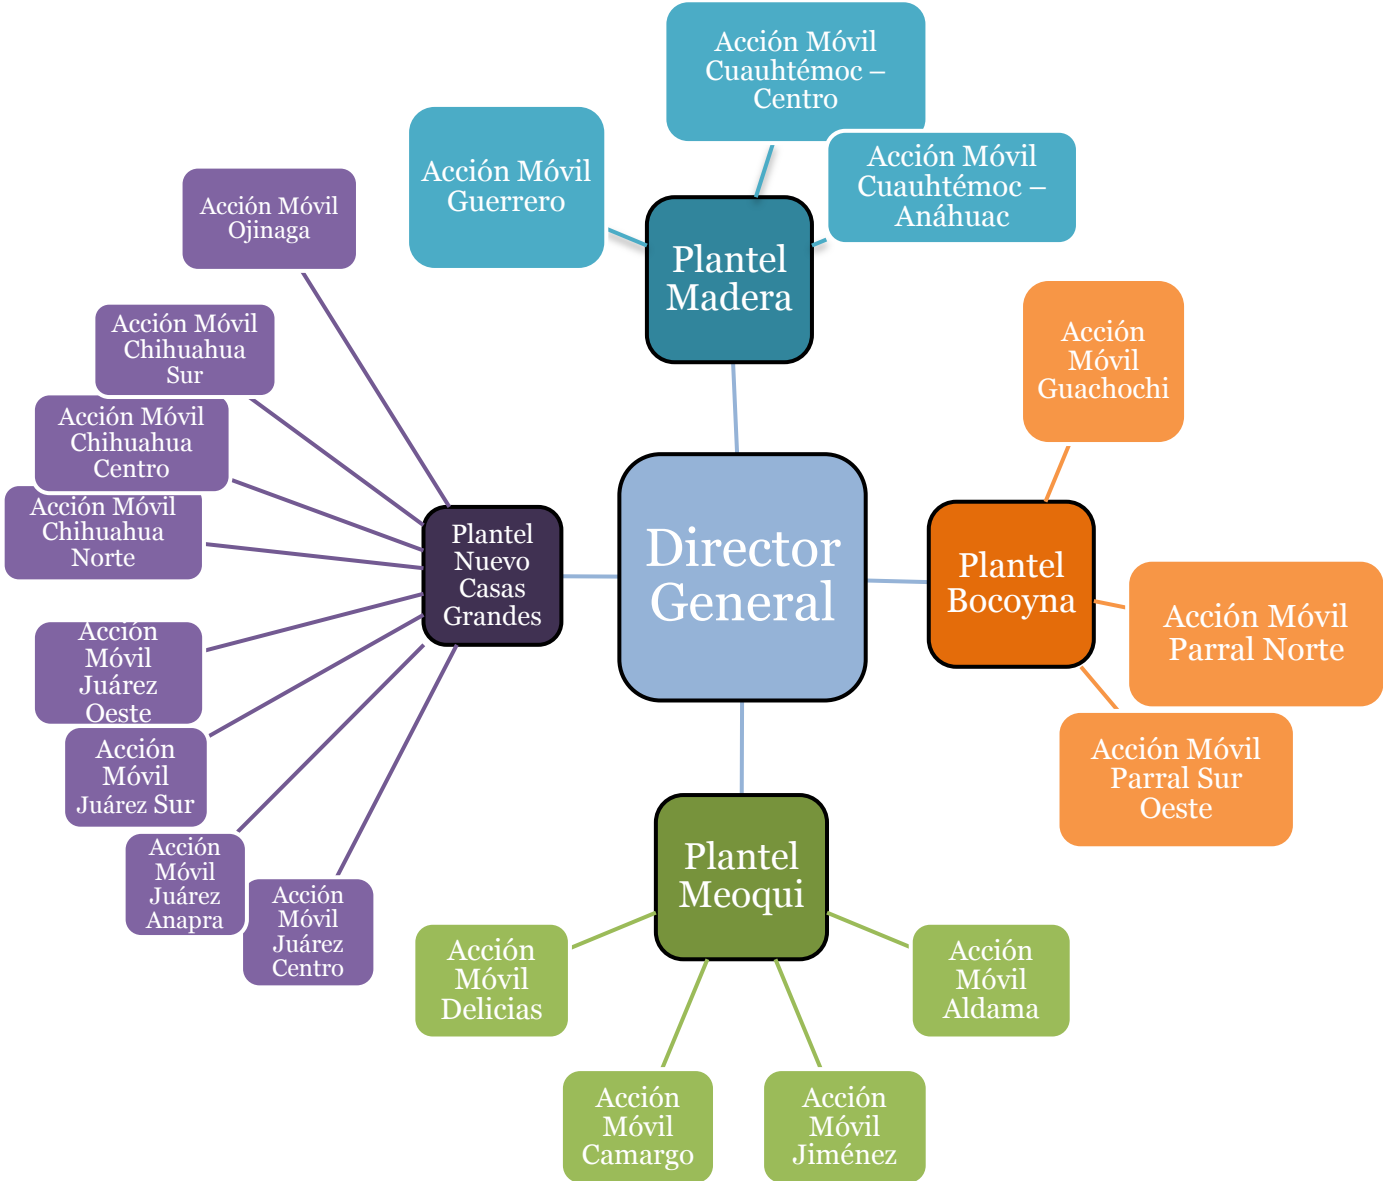 Acción Móvil
Cuauhtémoc –
Centro
Acción Móvil
Cuauhtémoc –
Anáhuac
Acción Móvil
Guerrero
Plantel
Madera
Acción Móvil
Ojinaga
Acción Móvil
Chihuahua
Sur
Acción Móvil
Chihuahua
Centro
Acción Móvil
Chihuahua
Norte
Acción
Móvil
Juárez
Oeste
Acción
Móvil
Juárez Sur
Acción
Móvil
Juárez
Anapra
Acción
Móvil
Juárez
Centro
Plantel
Nuevo
Casas
Grandes
Director
General
Acción
Móvil
Guachochi
Plantel
Bocoyna
Acción Móvil
Parral Norte
Acción Móvil
Parral Sur
Oeste
Plantel
Meoqui
Acción
Móvil
Delicias
Acción
Móvil
Camargo
Acción
Móvil
Jiménez
Acción
Móvil
Aldama